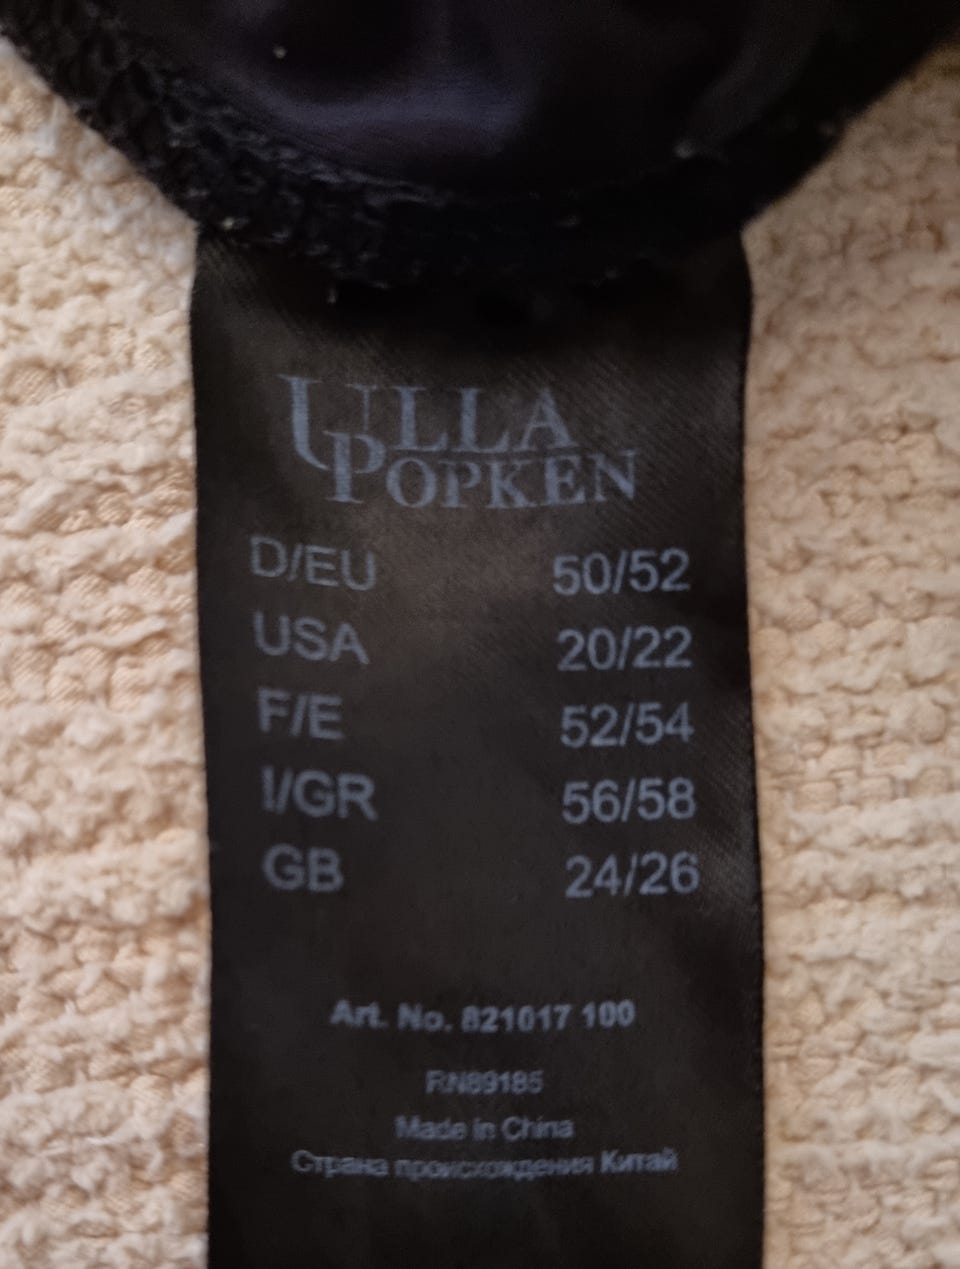 ULLA
POPKEN
D/EU 50/52
USA 20/22
F/E 52/54
I/GR 56/58
GB 24/26
Art. No. 821017 100
RN89185
Made in China
Страна происхождения Китай